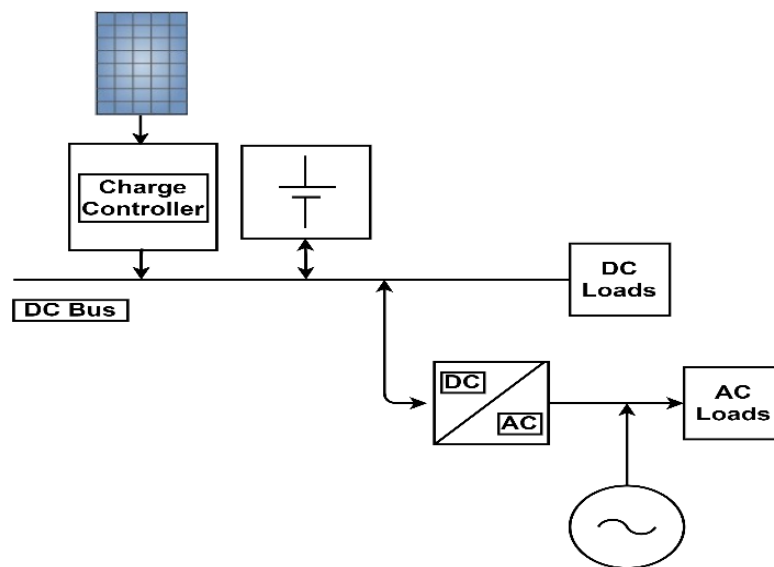 Charge
Controller
DC
Loads
DC Bus
DC
AC
AC
Loads